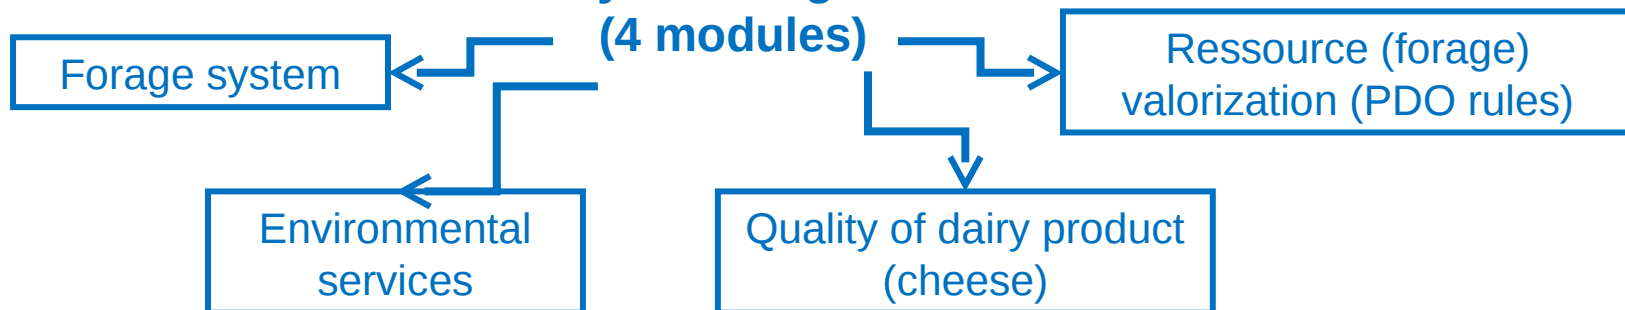 (4 modules)
Forage system
Ressource (forage)
valorization (PDO rules)
Environmental
services
Quality of dairy product
(cheese)